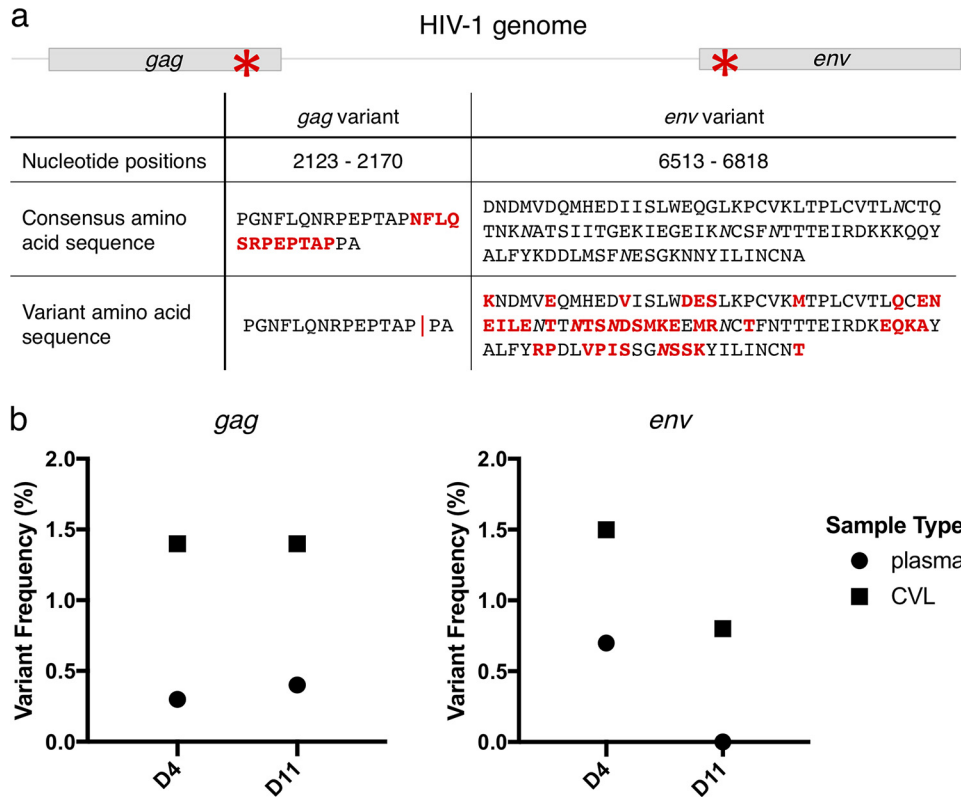 a
HIV-1 genome
gag
*
*
env
gag variant
env variant
Nucleotide positions
2123 - 2170
6513 - 6818
Consensus amino
acid sequence
PGNFLQNRPEPTAPNFLQ
SRPEPTAPPA
DNDMVDQMHEDIISLWEQGLKPCVKLTPLCVTLNCTQ
TNKNATSIITGEKIEGEIKNCSFNTTTEIRDKKKQQY
ALFYKDDLMSFNESGKNNYILINCNA
Variant amino acid
sequence
PGNFLQNRPEPTAP|PA
KNDMVEQMHEDVISLWDESLKPCVKMTPLCVTLQCEN
EILENTTNTSNDSMKEEMRNCTFNTTTEIRDKEQKAY
ALFYRPDLVPISSGNSSKYILINCNT
b
gag
env
Variant Frequency (%)
2.0
1.5
1.0
0.5
0.0
D4
D11
Variant Frequency (%)
2.0
1.5
1.0
0.5
0.0
D4
D11
Sample Type
plasma
CVL